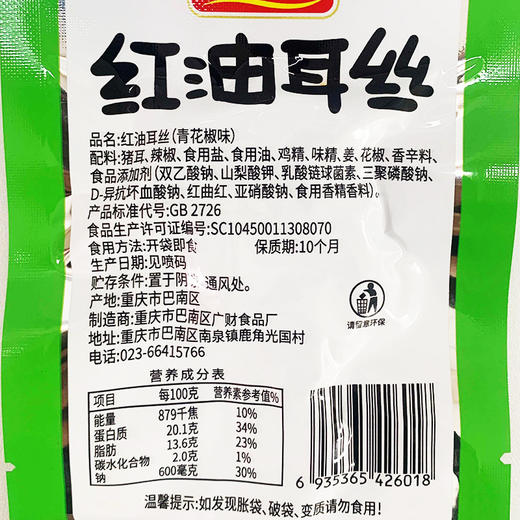 红油耳丝
品名:红油耳丝(青花椒味)
配料:猪耳、辣椒、食用盐、食用油、鸡精、味精、姜、花椒、香辛料、
食品添加剂(双乙酸钠、山梨酸钾、乳酸链球菌素、三聚磷酸钠、
D-异抗坏血酸钠、红曲红、亚硝酸钠、食用香精香料)。
产品标准代号:GB 2726
食品生产许可证编号:SC10450011308070
食用方法:开袋即食 保质期:10个月
生产日期:见喷码
贮存条件:置于阴 通风处。
产地:重庆市巴南区
制造商:重庆市巴南区广财食品厂
地址:重庆市巴南区南泉镇鹿角光国村
电话:023-66415766
请 意环保
营养成分表
项目 每100克 营养素参考值%
能量 879千焦 10%
蛋白质 20.1克 34%
脂肪 13.6克 23%
碳水化合物 2.0克 1%
钠 600毫克 30%
6 935365 426018
温馨提示:如发现胀袋、破袋、变质请勿食用!